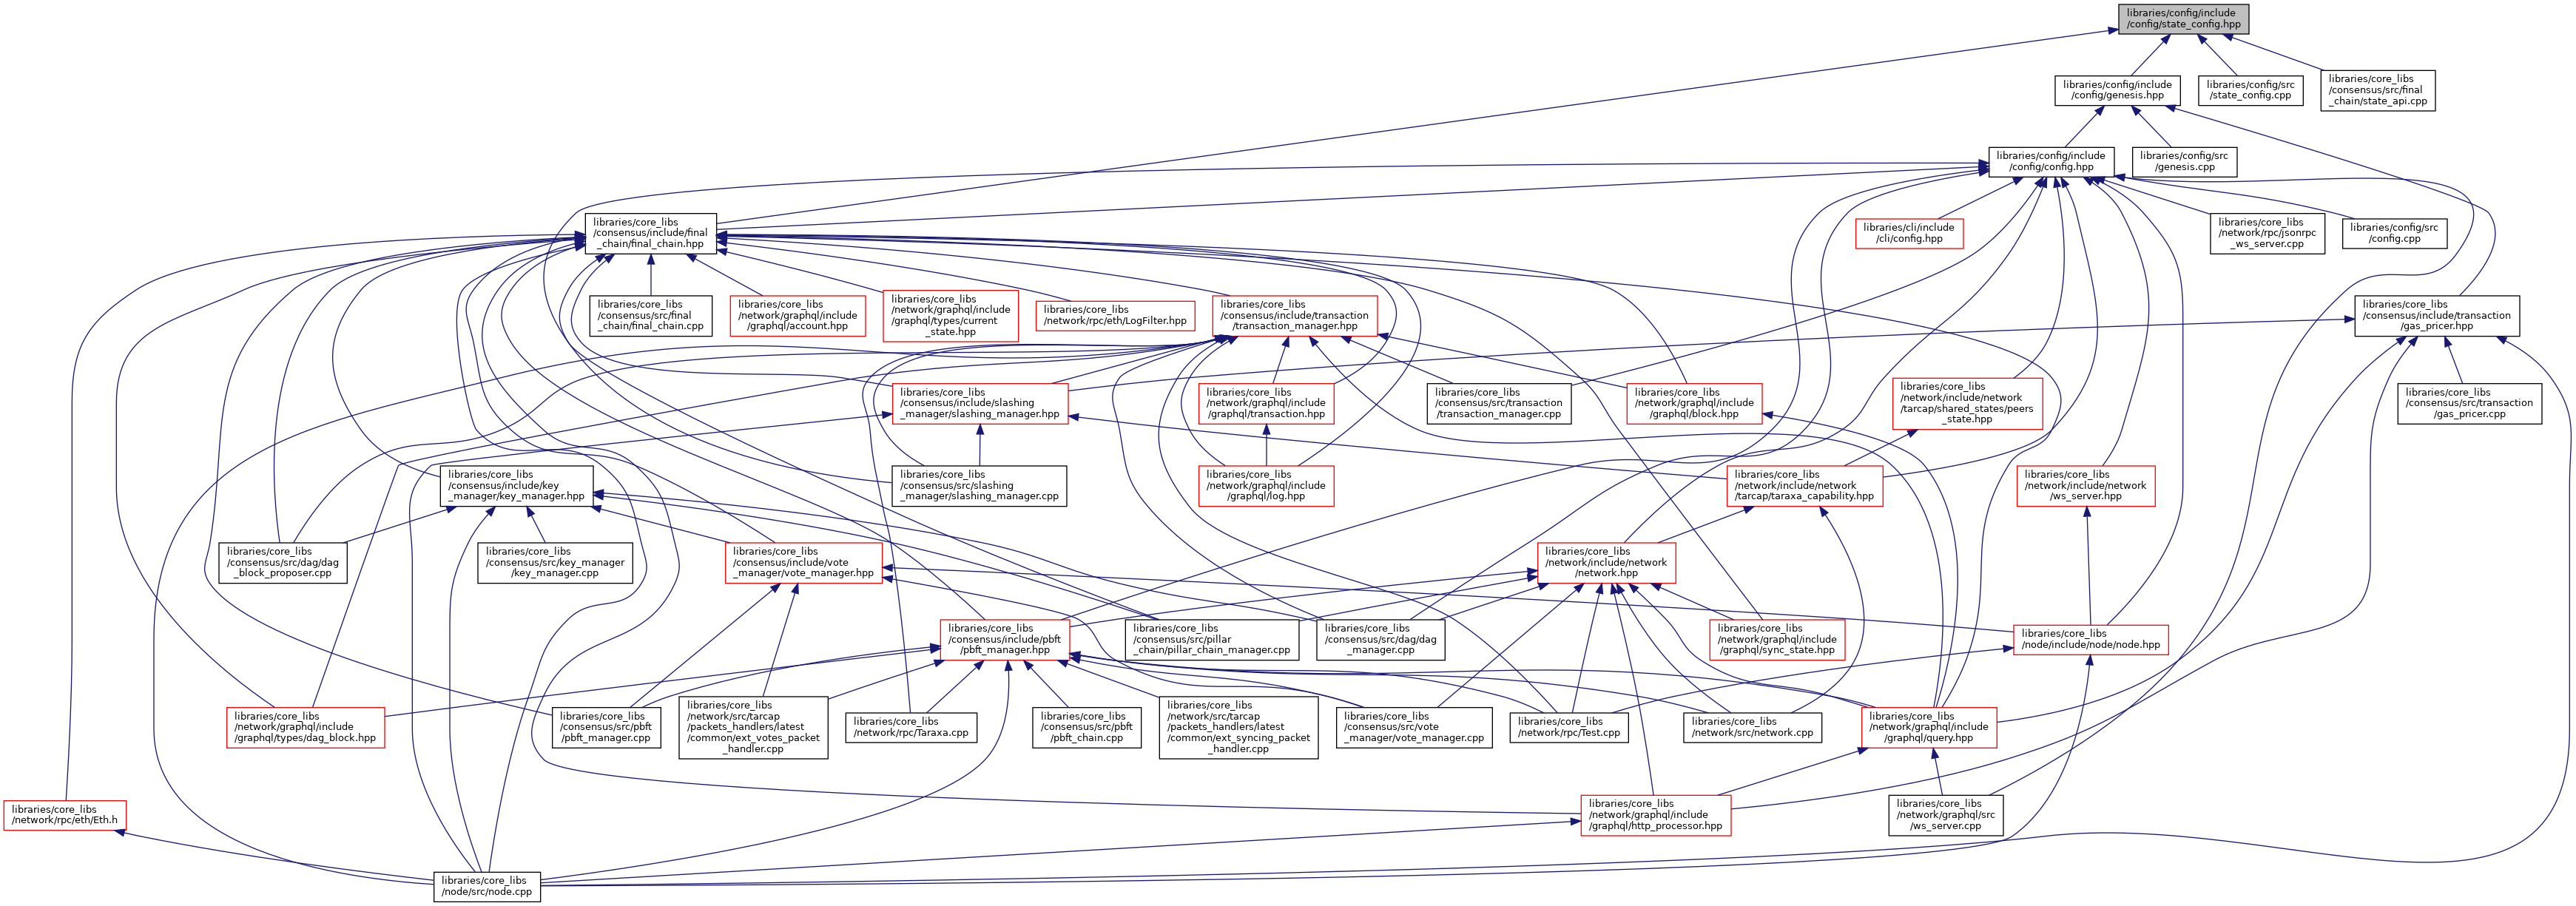 libraries/config/include
/config/state_config.hpp
libraries/config/include
/config/genesis.hpp
libraries/config/src
/state_config.cpp
libraries/core_libs
/consensus/src/final
_chain/state_api.cpp
libraries/config/include
/config/config.hpp
libraries/config/src
/genesis.cpp
libraries/core_libs
/consensus/include/final
_chain/final_chain.hpp
libraries/cli/include
/cli/config.hpp
libraries/core_libs
/network/rpc/jsonrpc
_ws_server.cpp
libraries/config/src
/config.cpp
libraries/core_libs
/consensus/src/final
_chain/final_chain.cpp
libraries/core_libs
/network/graphql/include
/graphql/account.hpp
libraries/core_libs
/network/graphql/include
/graphql/types/current
_state.hpp
libraries/core_libs
/network/rpc/eth/LogFilter.hpp
libraries/core_libs
/consensus/include/transaction
/transaction_manager.hpp
libraries/core_libs
/consensus/include/transaction
/gas_pricer.hpp
libraries/core_libs
/consensus/include/slashing
_manager/slashing_manager.hpp
libraries/core_libs
/network/graphql/include
/graphql/transaction.hpp
libraries/core_libs
/consensus/src/transaction
/transaction_manager.cpp
libraries/core_libs
/network/graphql/include
/graphql/block.hpp
libraries/core_libs
/network/include/network
/tarcap/shared_states/peers
_state.hpp
libraries/core_libs
/consensus/src/transaction
/gas_pricer.cpp
libraries/core_libs
/consensus/include/key
_manager/key_manager.hpp
libraries/core_libs
/consensus/src/slashing
_manager/slashing_manager.cpp
libraries/core_libs
/network/graphql/include
/graphql/log.hpp
libraries/core_libs
/network/include/network
/tarcap/taraxa_capability.hpp
libraries/core_libs
/network/include/network
/ws_server.hpp
libraries/core_libs
/consensus/src/dag/dag
_block_proposer.cpp
libraries/core_libs
/consensus/src/key_manager
/key_manager.cpp
libraries/core_libs
/consensus/include/vote
_manager/vote_manager.hpp
libraries/core_libs
/network/include/network
/network.hpp
libraries/core_libs
/consensus/include/pbft
/pbft_manager.hpp
libraries/core_libs
/consensus/src/pillar
_chain/pillar_chain_manager.cpp
libraries/core_libs
/consensus/src/dag/dag
_manager.cpp
libraries/core_libs
/network/graphql/include
/graphql/sync_state.hpp
libraries/core_libs
/node/include/node/node.hpp
libraries/core_libs
/network/graphql/include
/graphql/types/dag_block.hpp
libraries/core_libs
/consensus/src/pbft
/pbft_manager.cpp
libraries/core_libs
/network/src/tarcap
/packets_handlers/latest
/common/ext_votes_packet
_handler.cpp
libraries/core_libs
/network/rpc/Taraxa.cpp
libraries/core_libs
/consensus/src/pbft
/pbft_chain.cpp
libraries/core_libs
/network/src/tarcap
/packets_handlers/latest
/common/ext_syncing_packet
_handler.cpp
libraries/core_libs
/consensus/src/vote
_manager/vote_manager.cpp
libraries/core_libs
/network/rpc/Test.cpp
libraries/core_libs
/network/src/network.cpp
libraries/core_libs
/network/graphql/include
/graphql/query.hpp
libraries/core_libs
/network/rpc/eth/Eth.h
libraries/core_libs
/network/graphql/include
/graphql/http_processor.hpp
libraries/core_libs
/network/graphql/src
/ws_server.cpp
libraries/core_libs
/node/src/node.cpp